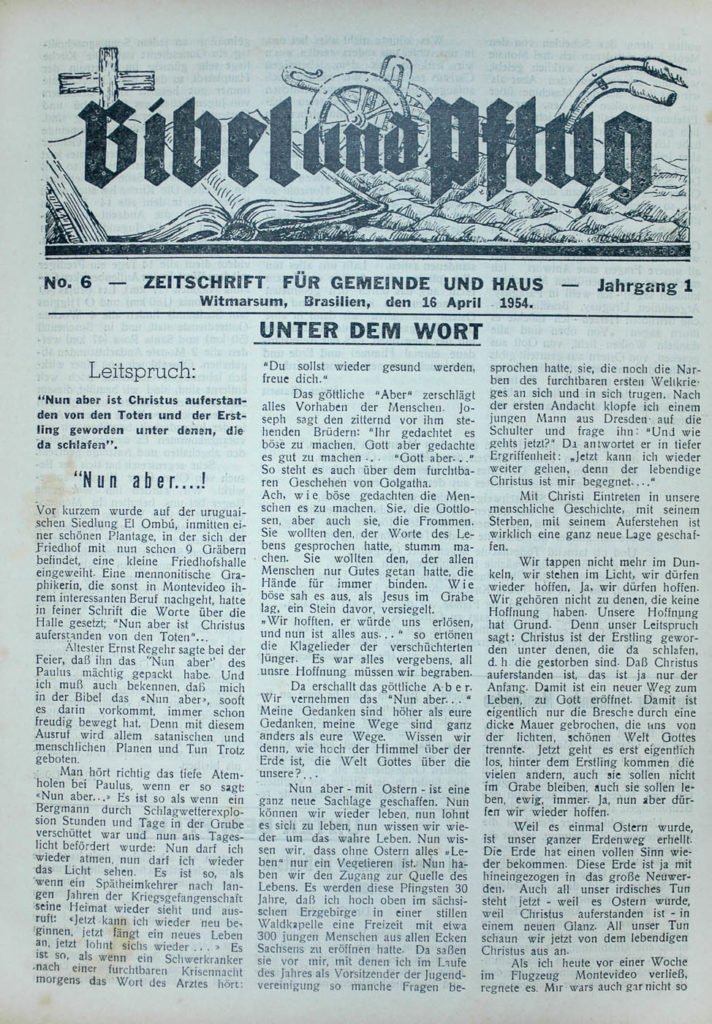 Bibel und Pflug
No. 6 — ZEITSCHRIFT FÜR GEMEINDE UND HAUS — Jahrgang 1
Witmarsum, Brasilien, den 16 April 1954.
UNTER DEM WORT
Leitspruch:
"Nun aber ist Christus auferstan-
den von den Toten und der Erst-
ling geworden unter denen, die
da schlafen".
"Nun aber....!
Vor kurzem wurde auf der uruguai-
schen Siedlung El Ombú, inmitten ei-
ner schönen Plantage, in der sich der
Friedhof mit nun schen 9 Gräbern
befindet, eine kleine Friedhofshalle
eingeweiht. Eine mennonitische Gra-
phikerin, die sonst in Montevideo ih-
rem interessanten Beruf nachgeht, hatte
in feiner Schrift die Worte über die
Halle gesetzt; "Nun aber ist Christus
auferstanden von den Toten"...
Ältester Ernst Regehr sagte bei der
Feier, daß ihn das "Nun aber" des
Paulus mächtig gepackt habe. Und
ich muß auch bekennen, daß mich
in der Bibel das «Nun aber», sooft
es darin vorkommt, immer schon
freudig bewegt hat. Denn mit diesem
Ausruf wird allem satanischen und
menschlichen Planen und Tun Trotz
geboten.
Man hört richtig das tiefe Atem-
holen bei Paulus, wenn er so sagt:
«Nun aber...» Es ist so als wenn ein
Bergmann durch Schlagwetterexplo-
sion Stunden und Tage in der Grube
verschüttet war und nun ans Tages-
licht befördert wurde: Nun darf ich
wieder atmen, nun darf ich wieder
das Licht sehen. Es ist so, als
wenn ein Spätheimkehrer nach lan-
gen Jahren der Kriegsgefangenschaft
seine Heimat wieder sieht und aus-
ruft: «Jetzt kann ich wieder neu be-
ginnen, jetzt fängt ein neues Leben
an, jetzt lohnt sichs wieder . . . » Es
ist so, als wenn ein Schwerkranker
nach einer furchtbaren Krisennacht
morgens das Wort des Arztes hört:
"Du sollst wieder gesund werden,
freue dich."
Das göttliche "Aber" zerschlägt
alles Vorhaben der Menschen. Jo-
seph sagt den zitternd vor ihm ste-
henden Brüdern: "Ihr gedachtet es
böse zu machen, Gott aber gedachte
es gut zu machen . . . "Gott aber..."
So steht es auch über dem furchtba-
ren Geschehen von Golgatha.
Ach, wie böse gedachten die Men-
schen es zu machen. Sie, die Gottlo-
sen, aber auch sie, die Frommen.
Sie wollten den, der Worte des Le-
bens gesprochen hatte, stumm ma-
chen. Sie wollten den, der allen
Menschen nur Gutes getan hatte, die
Hände für immer binden. Wie
böse sah es aus, als Jesus im Grabe
lag, ein Stein davor, versiegelt.
„Wir hofften, er würde uns erlösen,
und nun ist alles aus. . . " so ertönen
die Klagelieder der verschüchterten
Jünger. Es war alles vergebens, all
unsre Hoffnung müssen wir begraben.
Da erschallt das göttliche Aber.
Wir vernehmen das "Nun aber. . . "
Meine Gedanken sind höher als eure
Gedanken, meine Wege sind ganz
anders als eure Wege. Wissen wir
denn, wie hoch der Himmel über der
Erde ist, die Welt Gottes über die
unsere?. . .
Nun aber - mit Ostern - ist eine
ganz neue Sachlage geschaffen. Nun
können wir wieder leben, nun lohnt
es sich zu leben, nun wissen wir wie-
der um das wahre Leben. Nun wis-
sen wir, dass ohne Ostern alles «Le-
ben" nur ein Vegetieren ist. Nun ha-
ben wir den Zugang zur Quelle des
Lebens. Es werden diese Pfingsten 30
Jahre, daß ich hoch oben im sächsi-
schen Erzgebirge in einer stillen
Waldkapelle eine Freizeit mit etwa
300 jungen Menschen aus allen Ecken
Sachsens zu eröffnen hatte. Da saßen
sie vor mir, mit denen ich im Laufe
des Jahres als Vorsitzender der Jugend-
vereinigung so manche Fragen be-
sprochen hatte, sie, die noch die Nar-
ben des furchtbaren ersten Weltkrie-
ges an sich und in sich trugen. Nach
der ersten Andacht klopfe ich einem
jungen Mann aus Dresden auf die
Schulter und frage ihn: "Und wie
gehts jetzt?" Da antwortet er in tiefer
Ergriffenheit: „Jetzt kann ich wieder
weiter gehen, denn der lebendige
Christus ist mir begegnet. . ."
Mit Christi Eintreten in unsere
menschliche Geschichte, mit seinem
Sterben, mit seinem Auferstehen ist
wirklich eine ganz neue Lage geschaf-
fen.
Wir tappen nicht mehr im Dun-
keln, wir stehen im Licht, wir dürfen
wieder hoffen, Ja, wir dürfen hoffen.
Wir gehören nicht zu denen, die keine
Hoffnung haben. Unsere Hoffnung
hat Grund. Denn unser Leitspruch
sagt: Christus ist der Erstling gewor-
den unter denen, die da schlafen,
d. h die gestorben sind. Daß Christus
auferstanden ist, das ist ja nur der
Anfang. Damit ist ein neuer Weg zum
Leben, zu Gott eröffnet. Damit ist
eigentlich nur die Bresche durch eine
dicke Mauer gebrochen, die uns von
der lichten, schönen Welt Gottes
trennte. Jetzt geht es erst eigentlich
los, hinter dem Erstling kommen die
vielen andern, auch sie sollen nicht
im Grabe bleiben, auch sie sollen le-
ben, ewig, immer. Ja, nun aber dür-
fen wir wieder hoffen.
Weil es einmal Ostern wurde,
ist unser ganzer Erdenweg erhellt.
Die Erde hat einen vollen Sinn wie-
der bekommen. Diese Erde ist ja mit
hineingezogen in das große Neuwer-
den. Auch all unser irdisches Tun
steht jetzt - weil es Ostern wurde,
weil Christus auferstanden ist - in
einem neuen Glanz. All unser Tun
schaun wir jetzt von dem lebendigen
Christus aus an.
Als ich heute vor einer Woche
im Flugzeug Montevideo verließ,
regnete es. Mir wars auch gar nicht so